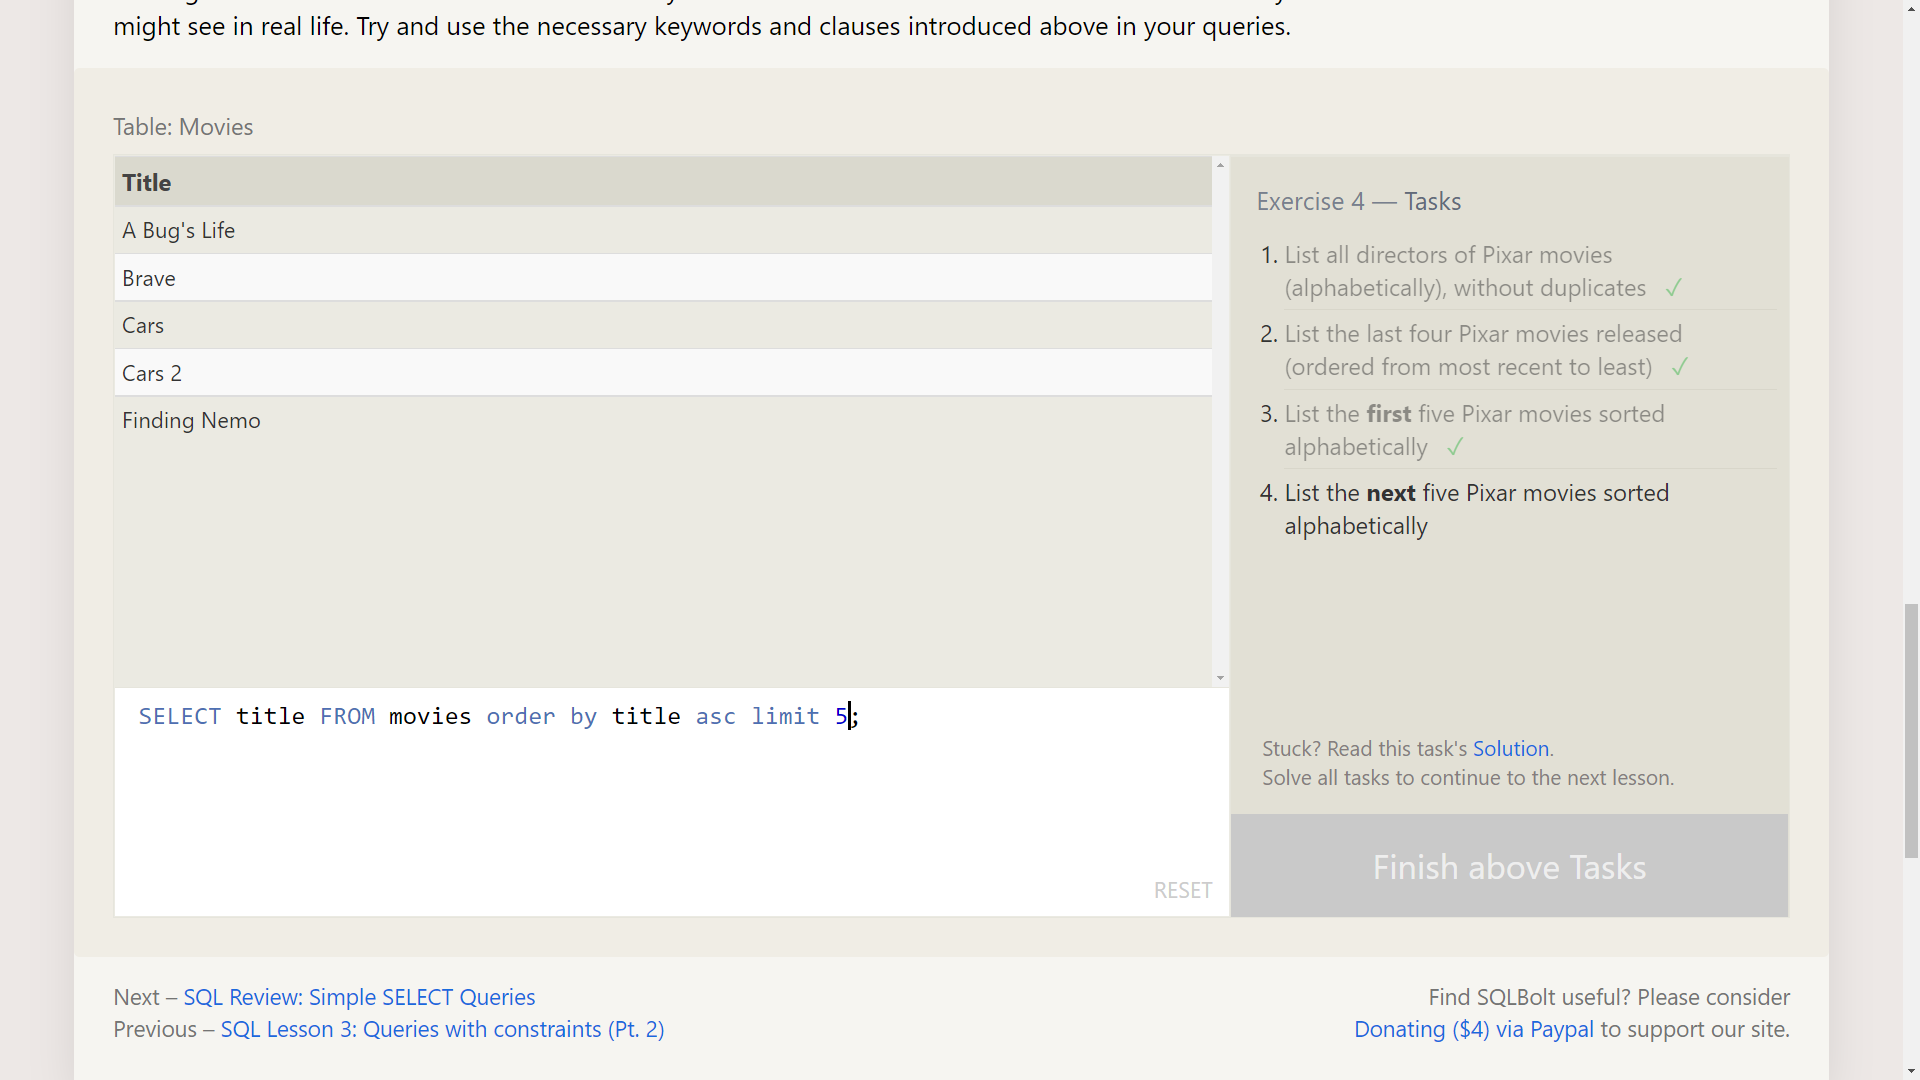 might see in real life. Try and use the necessary keywords and clauses introduced above in your queries.
Table: Movies
Title
A Bug's Life
Brave
Cars
Cars 2
Finding Nemo
SELECT title FROM movies order by title asc limit 5;
RESET
Exercise 4 — Tasks
1. List all directors of Pixar movies
(alphabetically), without duplicates ✓
2. List the last four Pixar movies released
(ordered from most recent to least) ✓
3. List the first five Pixar movies sorted
alphabetically ✓
4. List the next five Pixar movies sorted
alphabetically
Stuck? Read this task's Solution.
Solve all tasks to continue to the next lesson.
Finish above Tasks
Next – SQL Review: Simple SELECT Queries
Previous – SQL Lesson 3: Queries with constraints (Pt. 2)
Find SQLBolt useful? Please consider
Donating ($4) via Paypal to support our site.